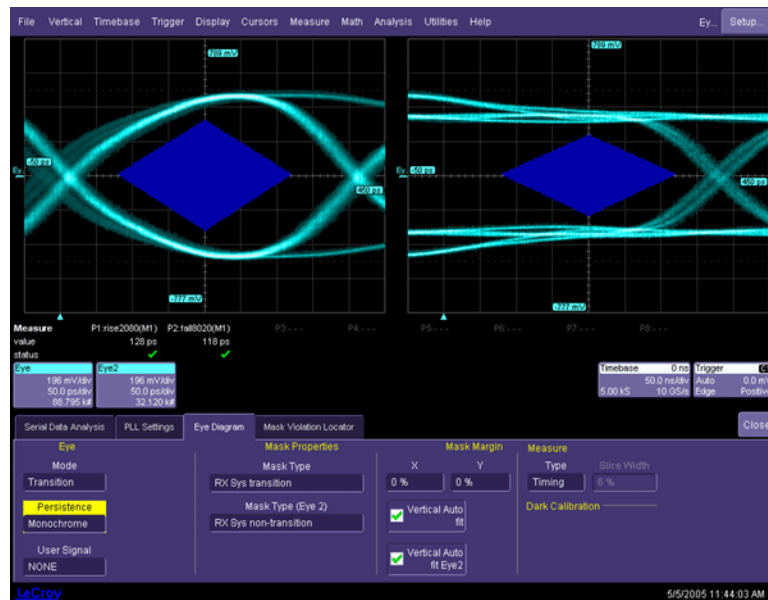 File Vertical Timebase Trigger Display Cursors Measure Math Analysis Utilities Help Ey... Setup...
789 mV 789 mV
Ey -50 ps 450 ps Ey -50 ps 450 ps
-777 mV -777 mV
Measure P1:rise2080(M1) P2:fall8020(M1) P3:--- P4:--- P5:--- P6:--- P7:--- P8:---
value 128 ps 118 ps
status
Eye Eye2 Timebase 0 ns Trigger
196 mV/div 196 mV/div 50.0 ns/div Auto 0.0 m
50.0 ps/div 50.0 ps/div 5.00 kS 10 GS/s Edge Positive
88.795 k# 32.120 k#
Serial Data Analysis PLL Settings Eye Diagram Mask Violation Locator Close
Eye Mask Properties Mask Margin Measure
Mode Mask Type X Y Type Slice Width
Transition RX Sys transition 0 % 0 % Timing 6 %
Persistence Mask Type (Eye 2) Vertical Auto fit Dark Calibration
Monochrome RX Sys non-transition
User Signal Vertical Auto fit Eye2
NONE
LeCroy 5/5/2005 11:44:03 AM